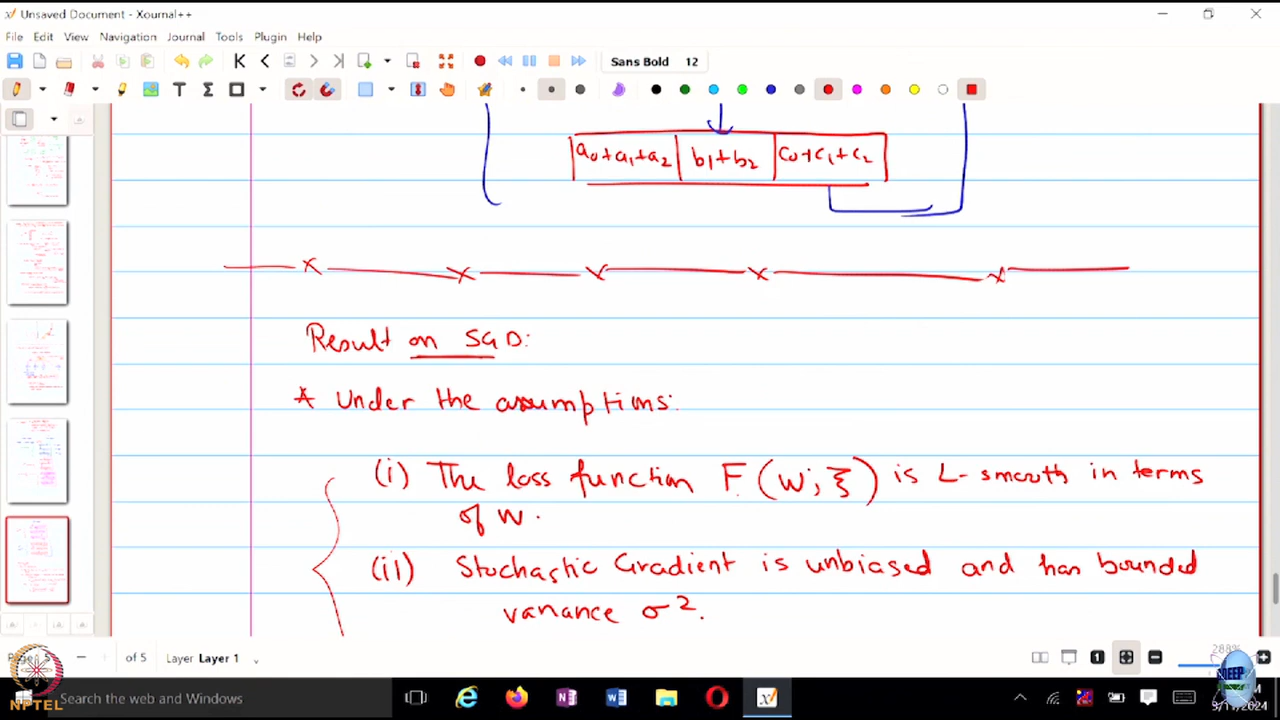 Unsaved Document - Xournal++
File Edit View Navigation Journal Tools Plugin Help
Sans Bold 12
a0+a1+a2 b1+b2 c0+c1+c2
Result on SGD:
* Under the assumptions:
(i) The loss function F(w; ξ) is L-smooth in terms
of w.
(ii) Stochastic Gradient is unbiased and has bounded
variance σ².
of 5 Layer Layer 1
288%
Search the web and Windows
NPTEL